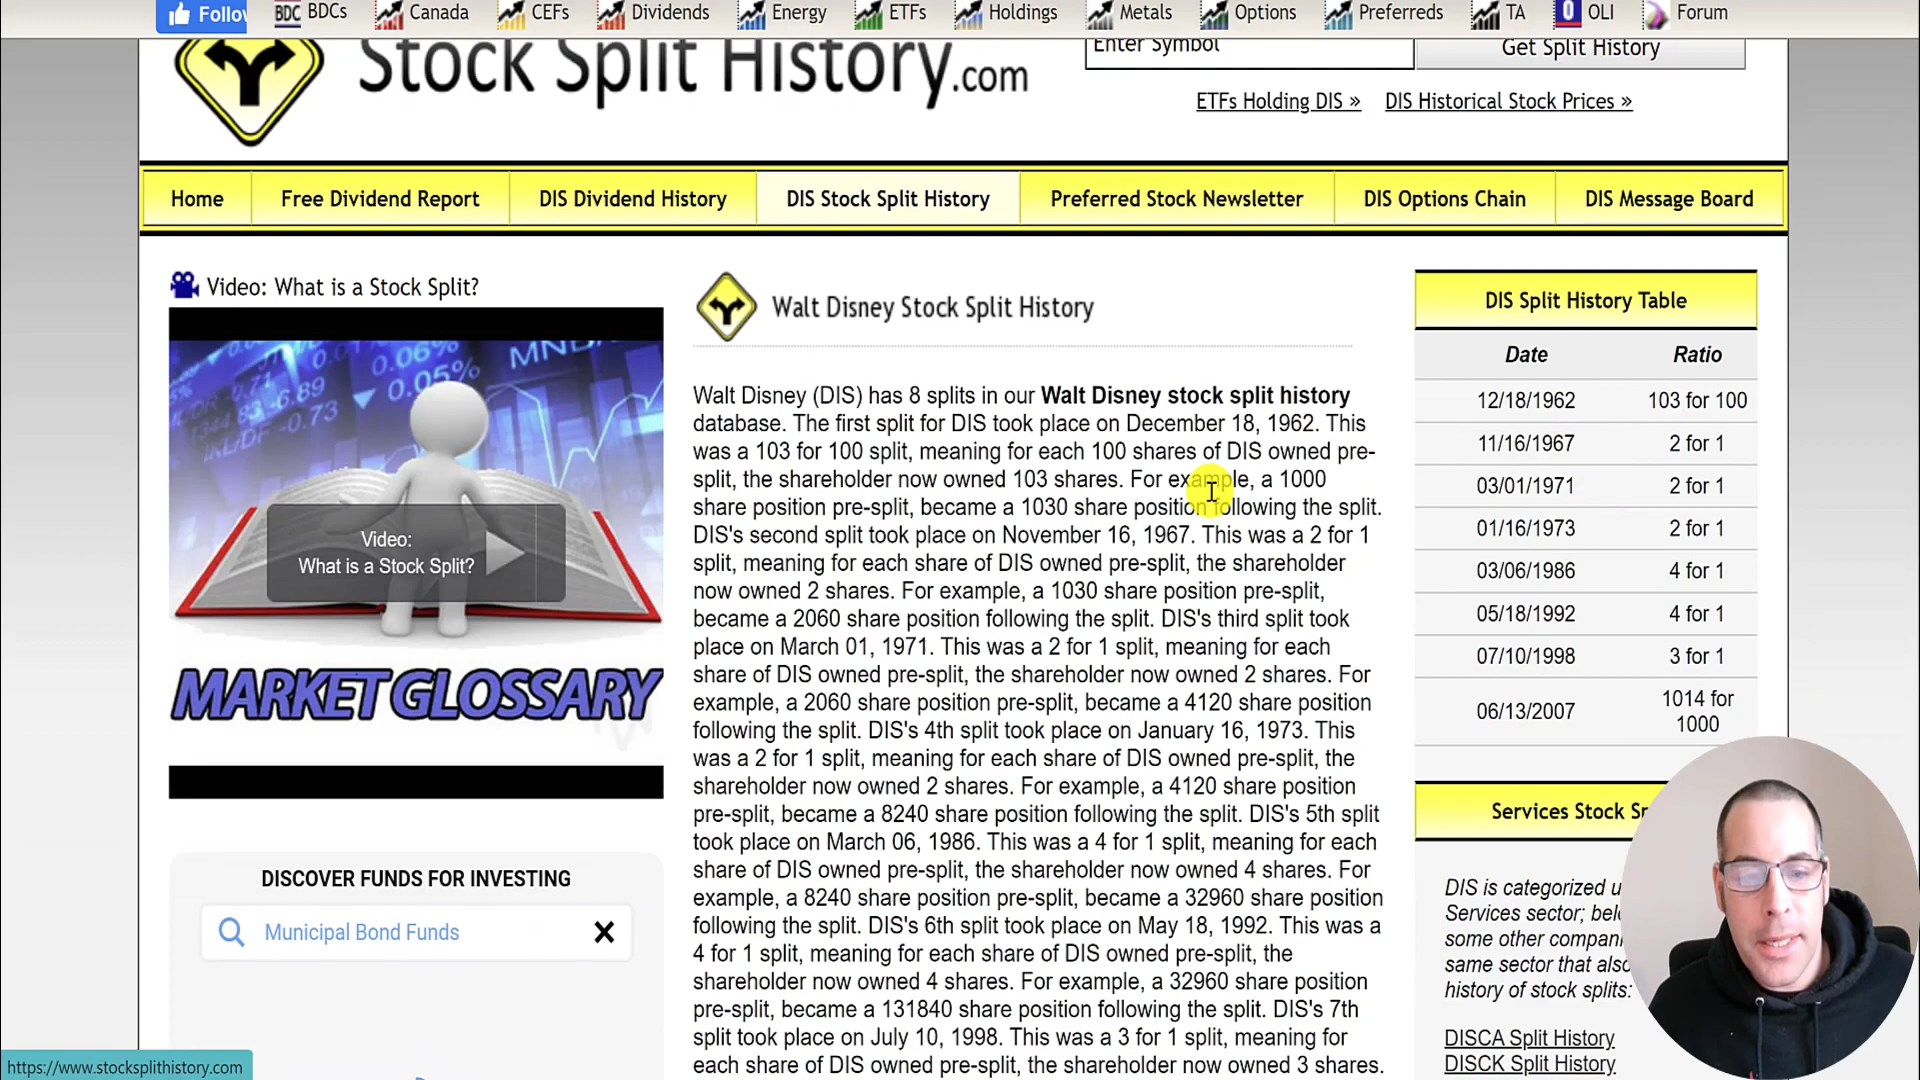 Follow
BDCs
Canada
CEFs
Dividends
Energy
ETFs
Holdings
Metals
Options
Preferreds
TA
OLI
Forum
Stock Split History.com
Enter Symbol
Get Split History
ETFs Holding DIS »
DIS Historical Stock Prices »
Home
Free Dividend Report
DIS Dividend History
DIS Stock Split History
Preferred Stock Newsletter
DIS Options Chain
DIS Message Board
Video: What is a Stock Split?
0.06%
0.05%
-6.89
-0.73
Video:
What is a Stock Split?
MARKET GLOSSARY
DISCOVER FUNDS FOR INVESTING
Municipal Bond Funds
Walt Disney Stock Split History
Walt Disney (DIS) has 8 splits in our Walt Disney stock split history
database. The first split for DIS took place on December 18, 1962. This
was a 103 for 100 split, meaning for each 100 shares of DIS owned pre-
split, the shareholder now owned 103 shares. For example, a 1000
share position pre-split, became a 1030 share position following the split.
DIS's second split took place on November 16, 1967. This was a 2 for 1
split, meaning for each share of DIS owned pre-split, the shareholder
now owned 2 shares. For example, a 1030 share position pre-split,
became a 2060 share position following the split. DIS's third split took
place on March 01, 1971. This was a 2 for 1 split, meaning for each
share of DIS owned pre-split, the shareholder now owned 2 shares. For
example, a 2060 share position pre-split, became a 4120 share position
following the split. DIS's 4th split took place on January 16, 1973. This
was a 2 for 1 split, meaning for each share of DIS owned pre-split, the
shareholder now owned 2 shares. For example, a 4120 share position
pre-split, became a 8240 share position following the split. DIS's 5th split
took place on March 06, 1986. This was a 4 for 1 split, meaning for each
share of DIS owned pre-split, the shareholder now owned 4 shares. For
example, a 8240 share position pre-split, became a 32960 share position
following the split. DIS's 6th split took place on May 18, 1992. This was a
4 for 1 split, meaning for each share of DIS owned pre-split, the
shareholder now owned 4 shares. For example, a 32960 share position
pre-split, became a 131840 share position following the split. DIS's 7th
split took place on July 10, 1998. This was a 3 for 1 split, meaning for
each share of DIS owned pre-split, the shareholder now owned 3 shares.
DIS Split History Table
Date Ratio
12/18/1962 103 for 100
11/16/1967 2 for 1
03/01/1971 2 for 1
01/16/1973 2 for 1
03/06/1986 4 for 1
05/18/1992 4 for 1
07/10/1998 3 for 1
06/13/2007 1014 for
1000
Services Stock
DIS is categorized
Services sector;
some other
same sector that
history of stock splits:
DISCA Split History
DISCK Split History
https://www.stocksplithistory.com